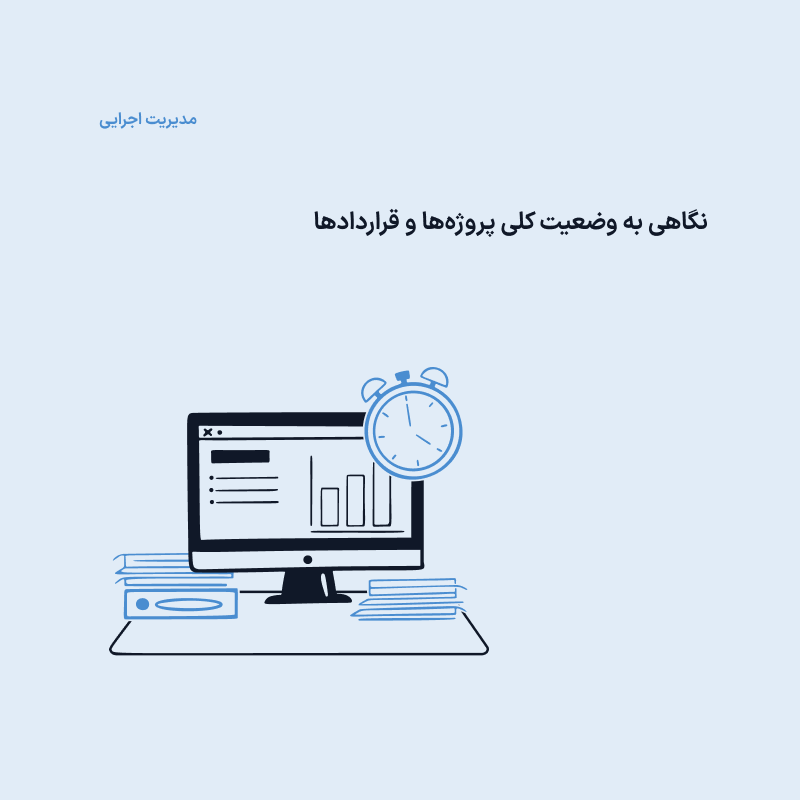 مدیریت اجرایی
نگاهی به وضعیت کلی پروژه‌ها و قراردادها